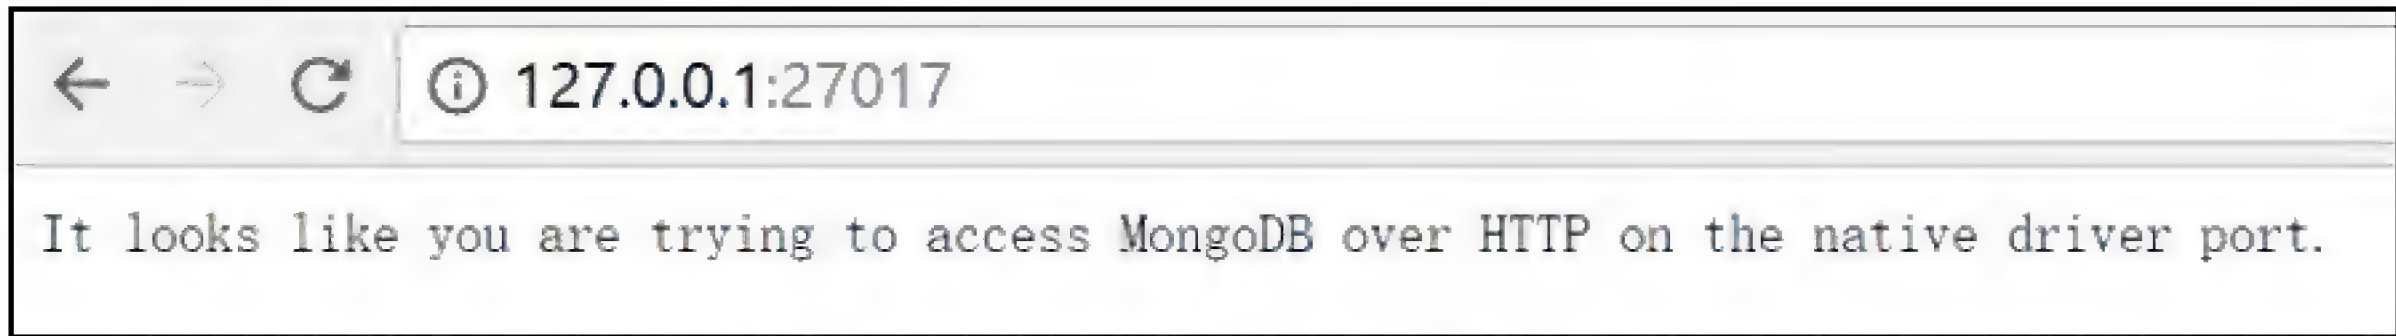 127.0.0.1:27017
It looks like you are trying to access MongoDB over HTTP on the native driver port.